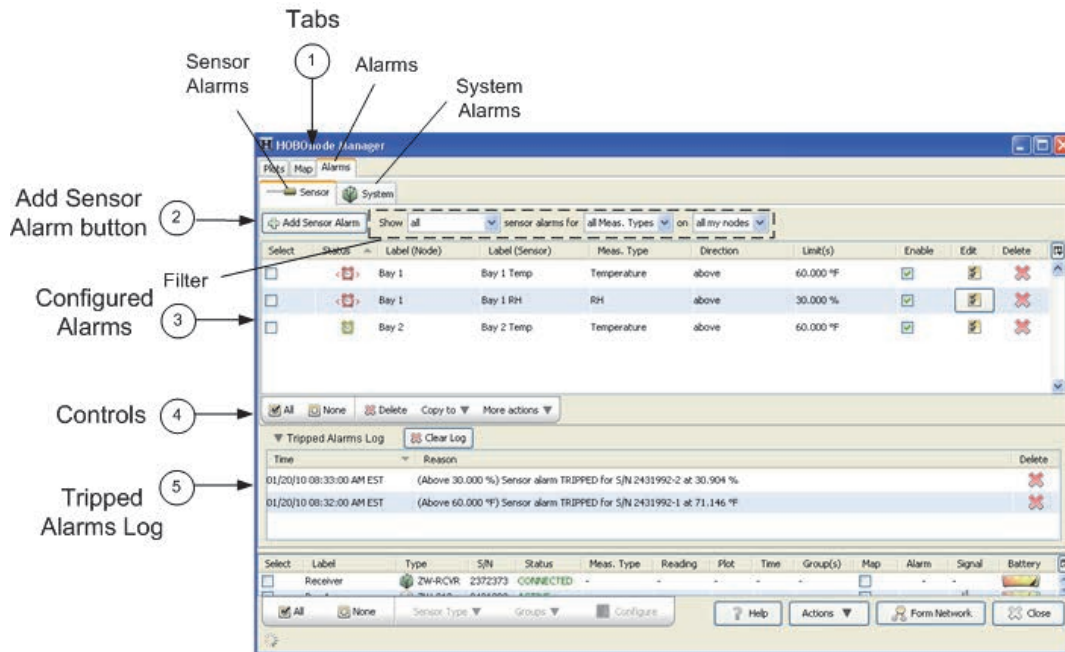 Tabs
1
Sensor Alarms
Alarms
System Alarms
HOBOnode Manager
Plots Map Alarms
Sensor System
Add Sensor Alarm button
2
Add Sensor Alarm Show all sensor alarms for all Meas. Types on all my nodes
Select Status Label (Node) Label (Sensor) Meas. Type Direction Limit(s) Enable Edit Delete
Filter
Bay 1 Bay 1 Temp Temperature above 60.000 °F
Configured Alarms
3
Bay 1 Bay 1 RH RH above 30.000 %
Bay 2 Bay 2 Temp Temperature above 60.000 °F
Controls
4
All None Delete Copy to More actions
Tripped Alarms Log Clear Log
Time Reason Delete
5
01/20/10 08:33:00 AM EST (Above 30.000 %) Sensor alarm TRIPPED for S/N 2431992-2 at 30.904 %
01/20/10 08:32:00 AM EST (Above 60.000 °F) Sensor alarm TRIPPED for S/N 2431992-1 at 71.146 °F
Tripped Alarms Log
Select Label Type S/N Status Meas. Type Reading Plot Time Group(s) Map Alarm Signal Battery
Receiver ZW-RCVR 2372373 CONNECTED - - - - - - -
All None Sensor Type Groups Configure Help Actions Form Network Close